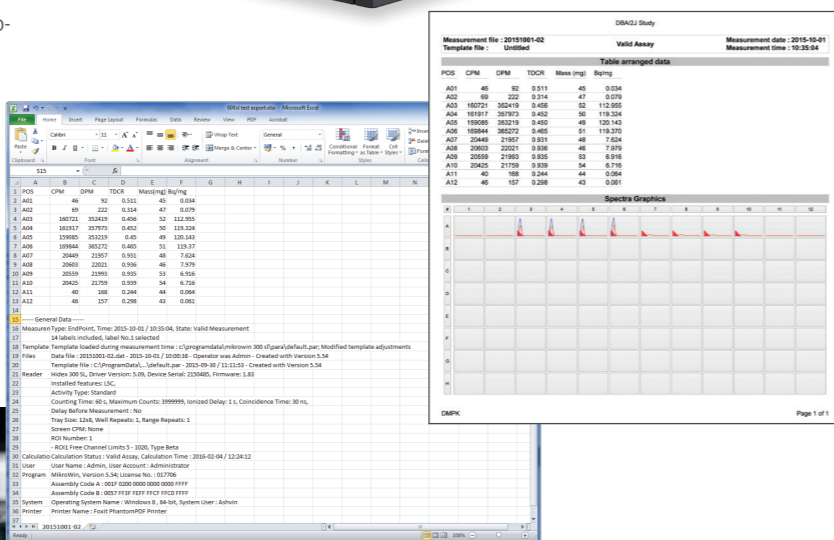 DBA/2J Study
Measurement file : 20151001-02
Template file : Untitled
Valid Assay
Measurement date : 2015-10-01
Measurement time : 10:35:04
Table arranged data
POS CPM DPM TDCR Mass (mg) Bq/mg
A01 46 92 0.511 45 0.034
A02 69 222 0.314 47 0.079
A03 160721 352419 0.456 52 112.955
A04 161917 357973 0.452 50 119.324
A05 159085 353219 0.450 49 120.143
A06 169844 365272 0.465 51 119.370
A07 20449 21957 0.931 48 7.624
A08 20603 22021 0.936 46 7.979
A09 20559 21993 0.935 53 6.916
A10 20425 21759 0.939 54 6.716
A11 40 168 0.244 44 0.064
A12 46 157 0.298 43 0.061
Spectra Graphics
# 1 2 3 4 5 6 7 8 9 10 11 12
A
B
C
D
E
F
G
H
DMPK
Page 1 of 1
600sl test export.xlsx - Microsoft Excel
File Home Insert Page Layout Formulas Data Review View PDF Acrobat
Paste
Calibri 11
Wrap Text
General
Merge & Center
Conditional Formatting
Format as Table
Cell Styles
Clipboard Font Alignment Number Styles
S15 fx
A B C D E F G H I J K L M N
1 POS CPM DPM TDCR Mass(mg) Bq/mg
2 A01 46 92 0.511 45 0.034
3 A02 69 222 0.314 47 0.079
4 A03 160721 352419 0.456 52 112.955
5 A04 161917 357973 0.452 50 119.324
6 A05 159085 353219 0.45 49 120.143
7 A06 169844 365272 0.465 51 119.37
8 A07 20449 21957 0.931 48 7.624
9 A08 20603 22021 0.936 46 7.979
10 A09 20559 21993 0.935 53 6.916
11 A10 20425 21759 0.939 54 6.716
12 A11 40 168 0.244 44 0.064
13 A12 46 157 0.298 43 0.061
14
15 ----- General Data -----
16 Measuren Type: EndPoint, Time: 2015-10-01 / 10:35:04, State: Valid Measurement
17 14 labels included, label No.1 selected
18 Template Template loaded during measurement time : c:\programdata\mikrowin 300 sl\para\default.par; Modified template adjustments
19 Files Data file : 20151001-02.dat - 2015-10-01 / 10:00:38 - Operator was Admin - Created with Version 5.54
20 Template file : C:\ProgramData\...\default.par - 2015-09-30 / 11:11:53 - Created with Version 5.54
21 Reader Hidex 300 SL, Driver Version: 5.09, Device Serial: 2150485, Firmware: 1.83
22 Installed features: LSC,
23 Activity Type: Standard
24 Counting Time: 60 s, Maximum Counts: 3999999, Ionized Delay: 1 s, Coincidence Time: 30 ns,
25 Delay Before Measurement : No
26 Tray Size: 12x8, Well Repeats: 1, Range Repeats: 1
27 Screen CPM: None
28 ROI Number: 1
29 - ROI1 Free Channel Limits 5 - 1020, Type Beta
30 Calculatio Calculation Status : Valid Assay, Calculation Time : 2016-02-04 / 12:24:12
31 User User Name : Admin, User Account : Administrator
32 Program MikroWin, Version 5.54; License No. : 017706
33 Assembly Code A : 001F 0200 0000 0000 0000 FFFF
34 Assembly Code B : 0057 FF3F FEFF FFCF FFC0 FFFF
35 System Operating System Name : Windows 8 , 64-bit, System User : Ashvin
36 Printer Printer Name : Foxit PhantomPDF Printer
37
20151001-02
Ready
100%